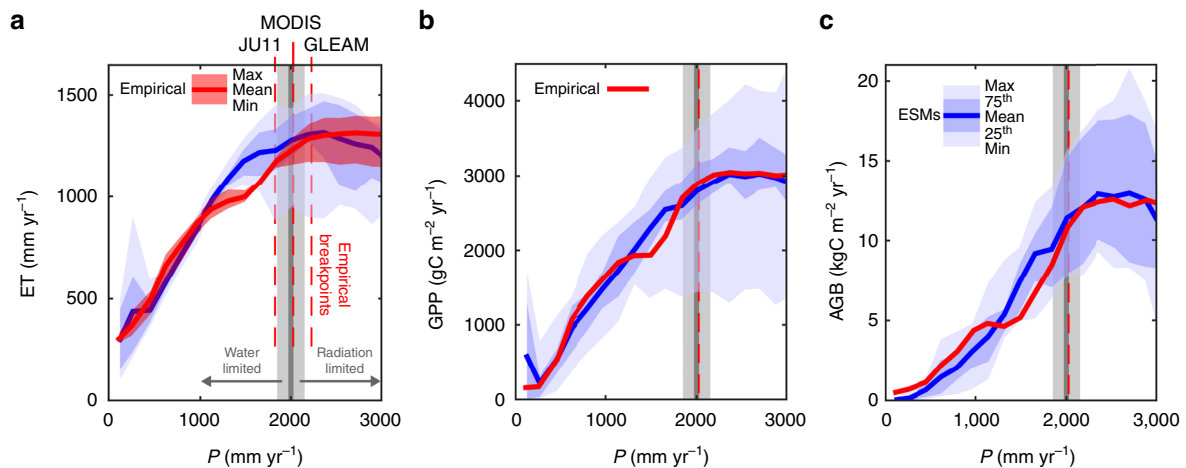 a
MODIS
JU11
GLEAM
Empirical
Max
Mean
Min
1500
1000
500
0
ET (mm yr⁻¹)
Empirical
breakpoints
Water
limited
Radiation
limited
0
1000
2000
3000
P (mm yr⁻¹)
b
Empirical
4000
3000
2000
1000
0
GPP (gC m⁻² yr⁻¹)
0
1000
2000
3000
P (mm yr⁻¹)
c
ESMs
Max
75th
Mean
25th
Min
20
15
10
5
0
AGB (kgC m⁻² yr⁻¹)
0
1,000
2,000
3,000
P (mm yr⁻¹)